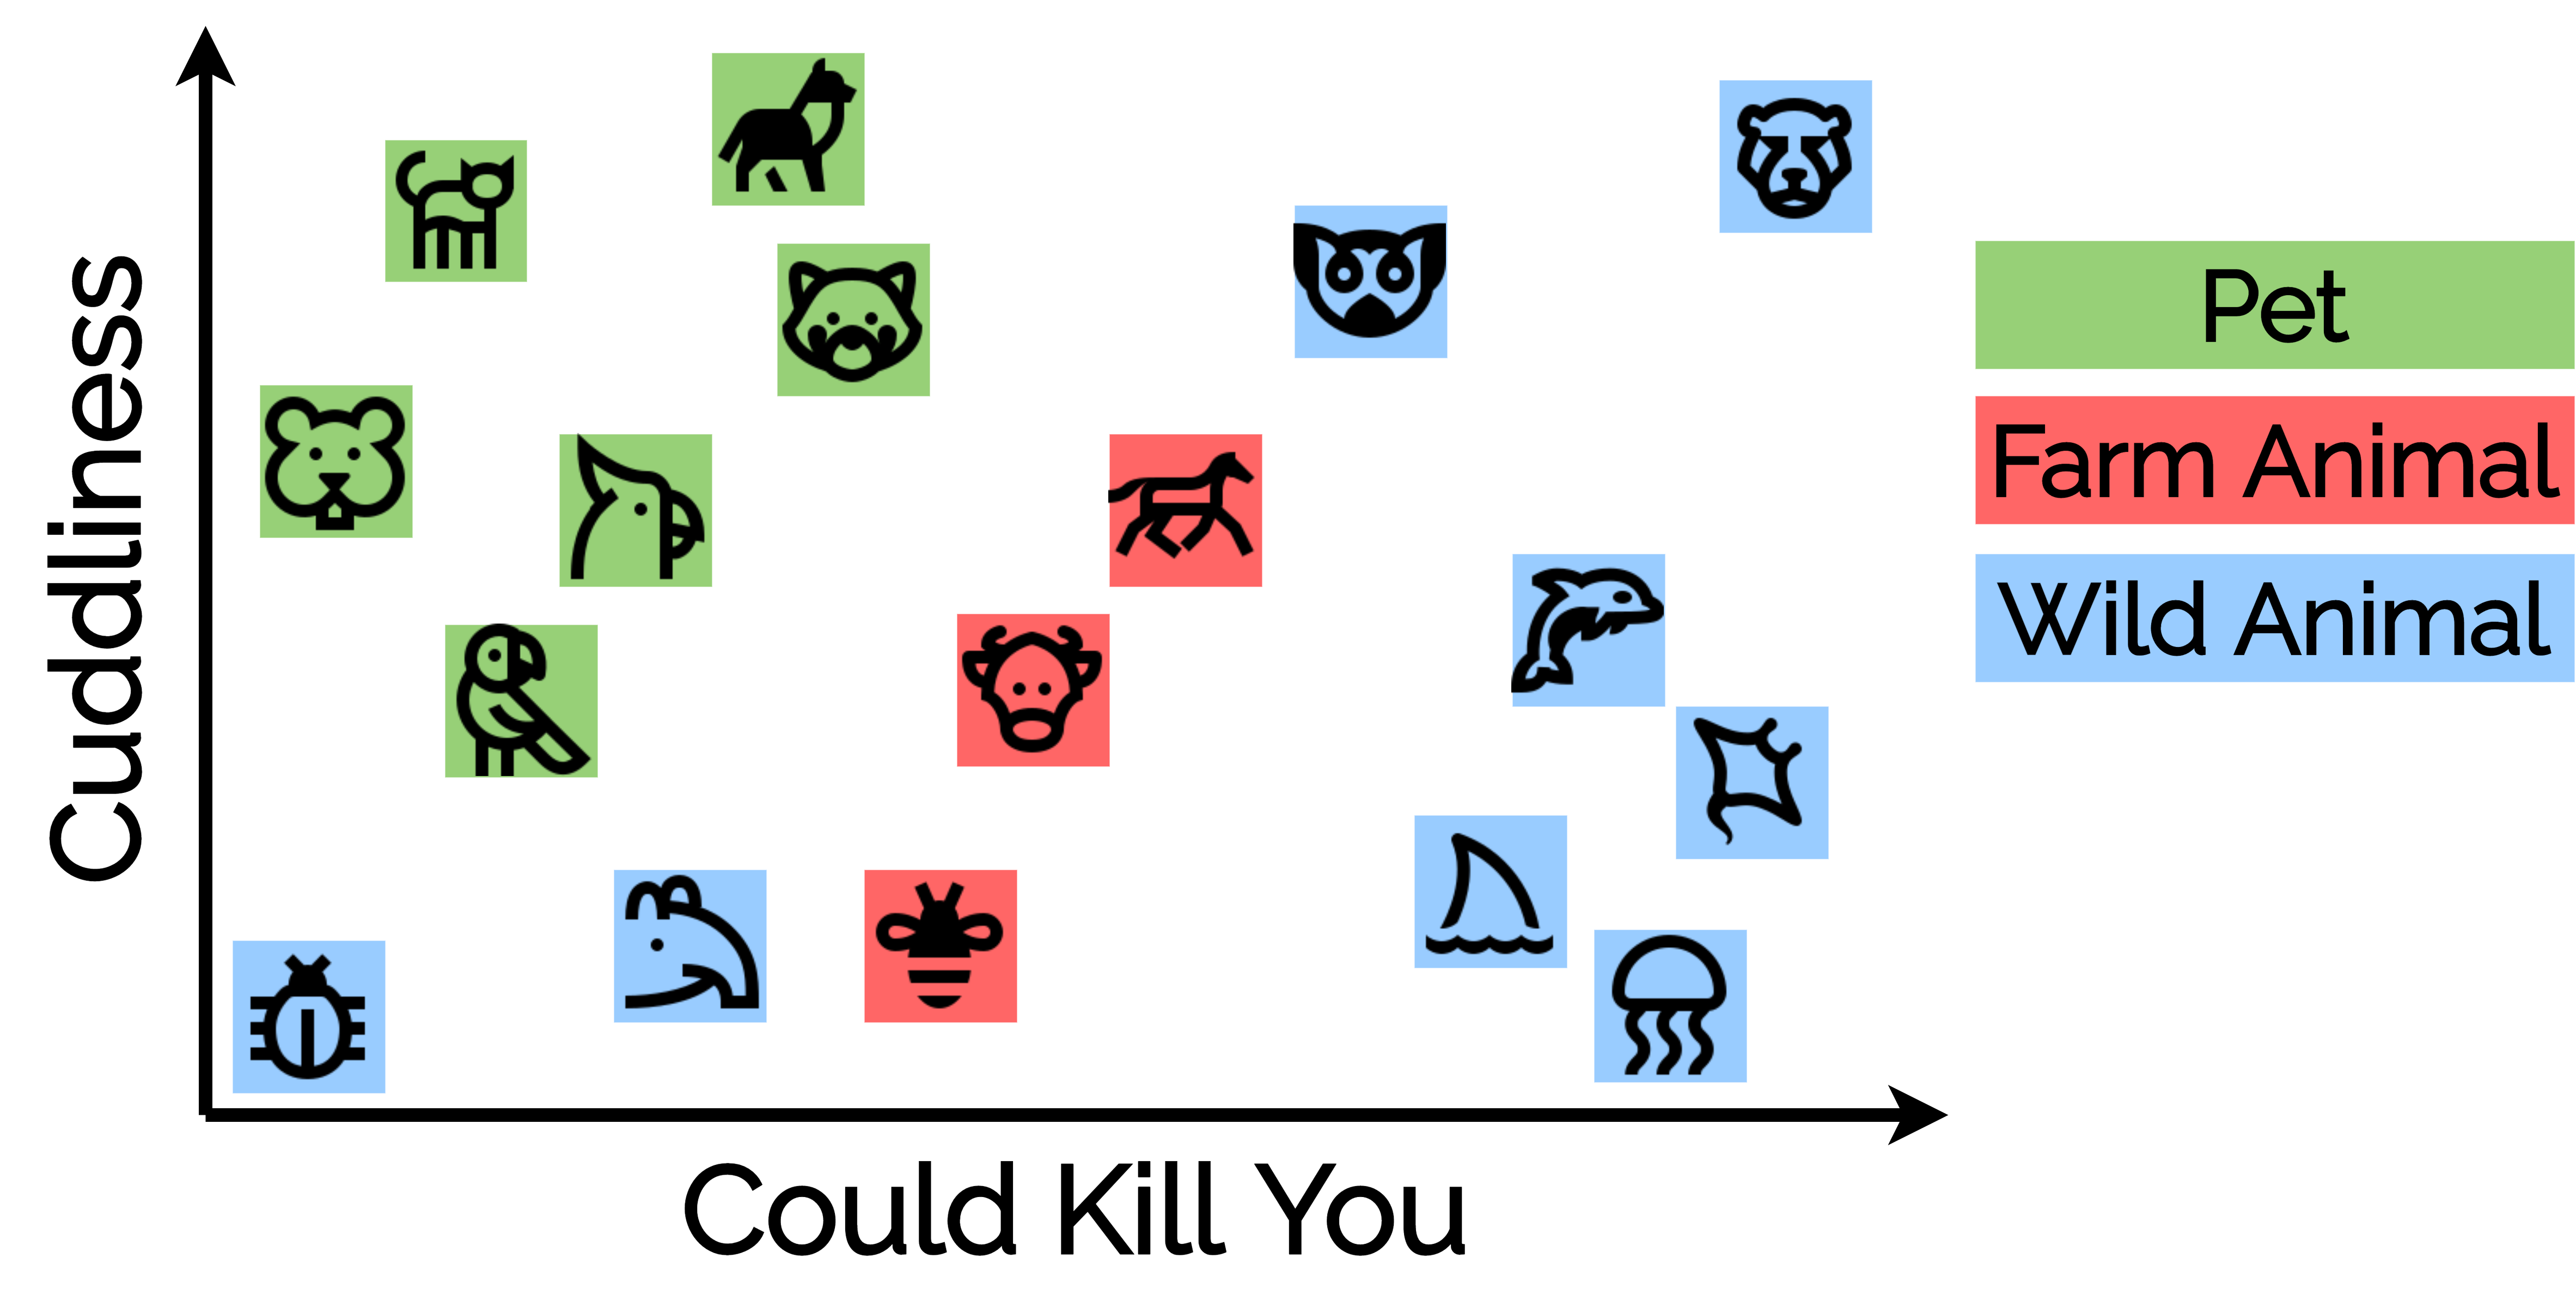 Cuddliness
Could Kill You
Pet
Farm Animal
Wild Animal